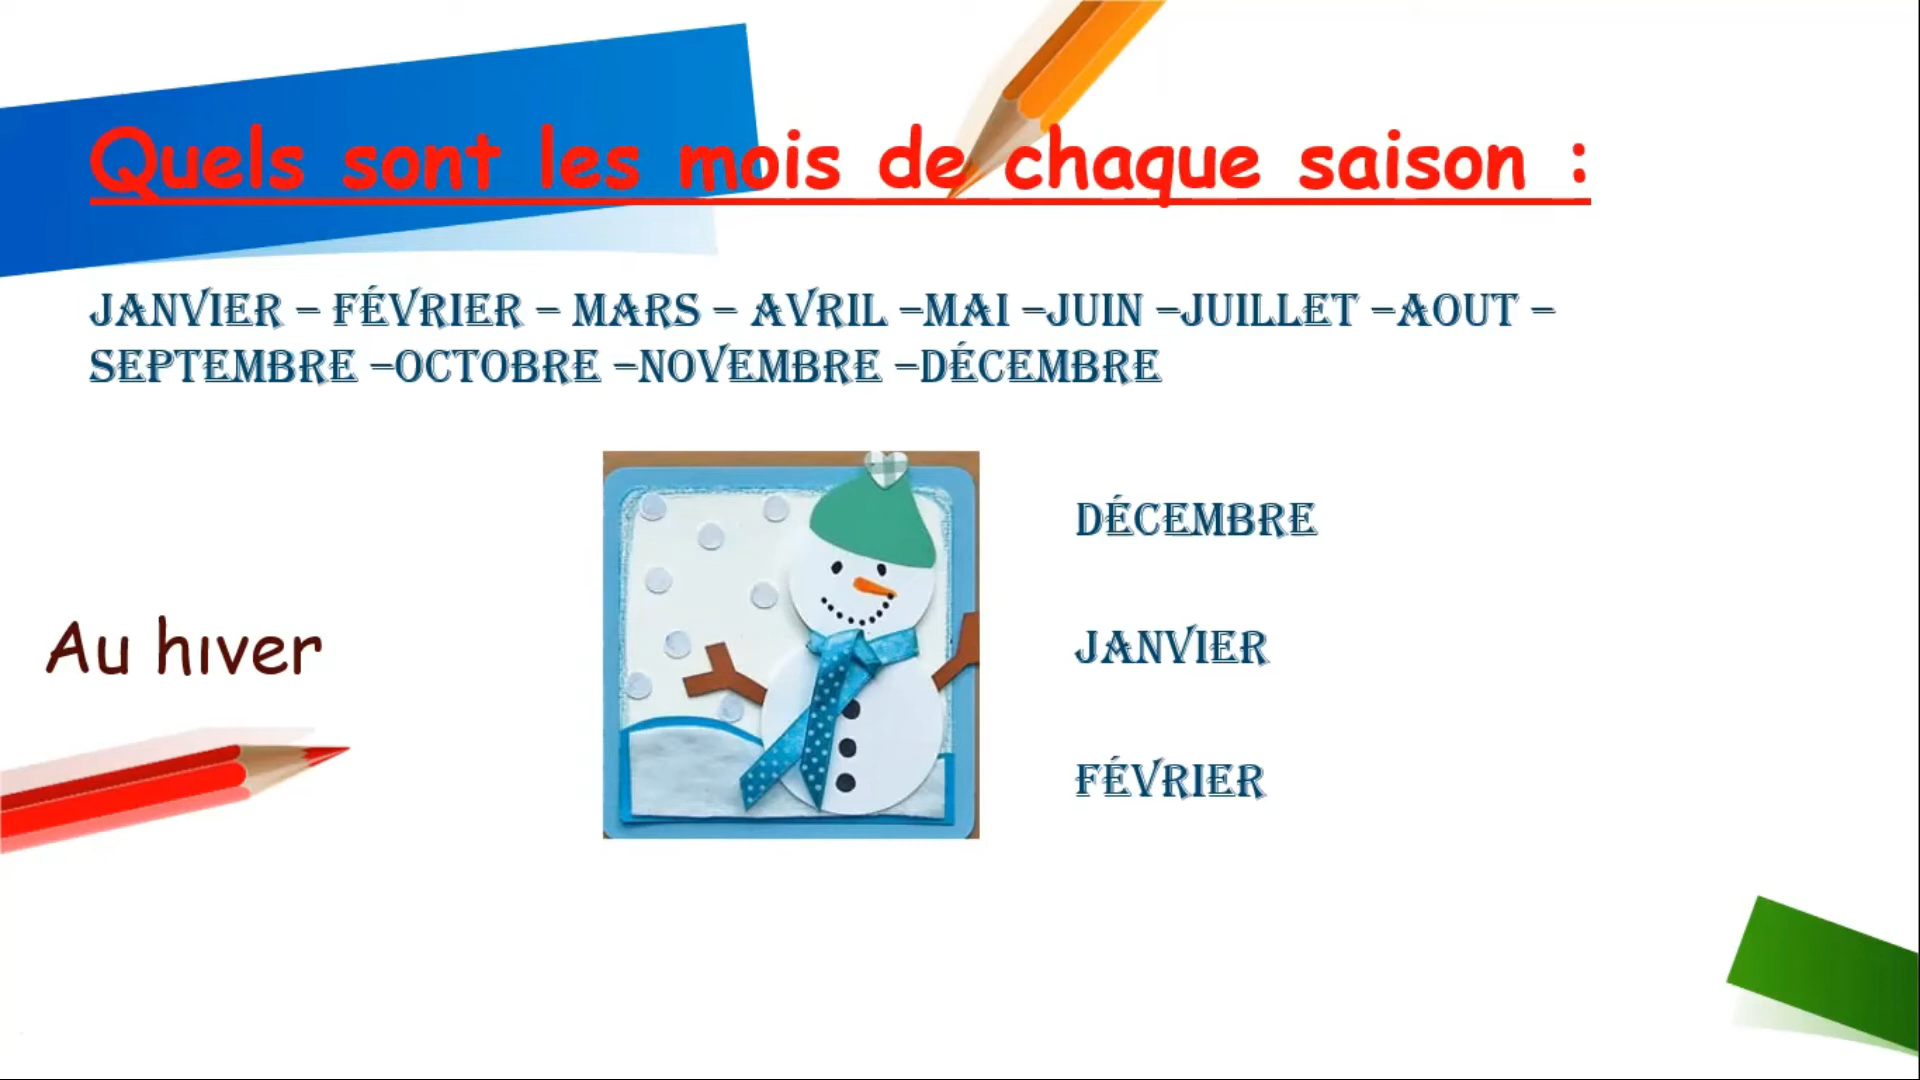 Quels sont les mois de chaque saison :
JANVIER – FÉVRIER – MARS – AVRIL –MAI –JUIN –JUILLET –AOUT –
SEPTEMBRE –OCTOBRE –NOVEMBRE –DÉCEMBRE
DÉCEMBRE
Au hiver
JANVIER
FÉVRIER